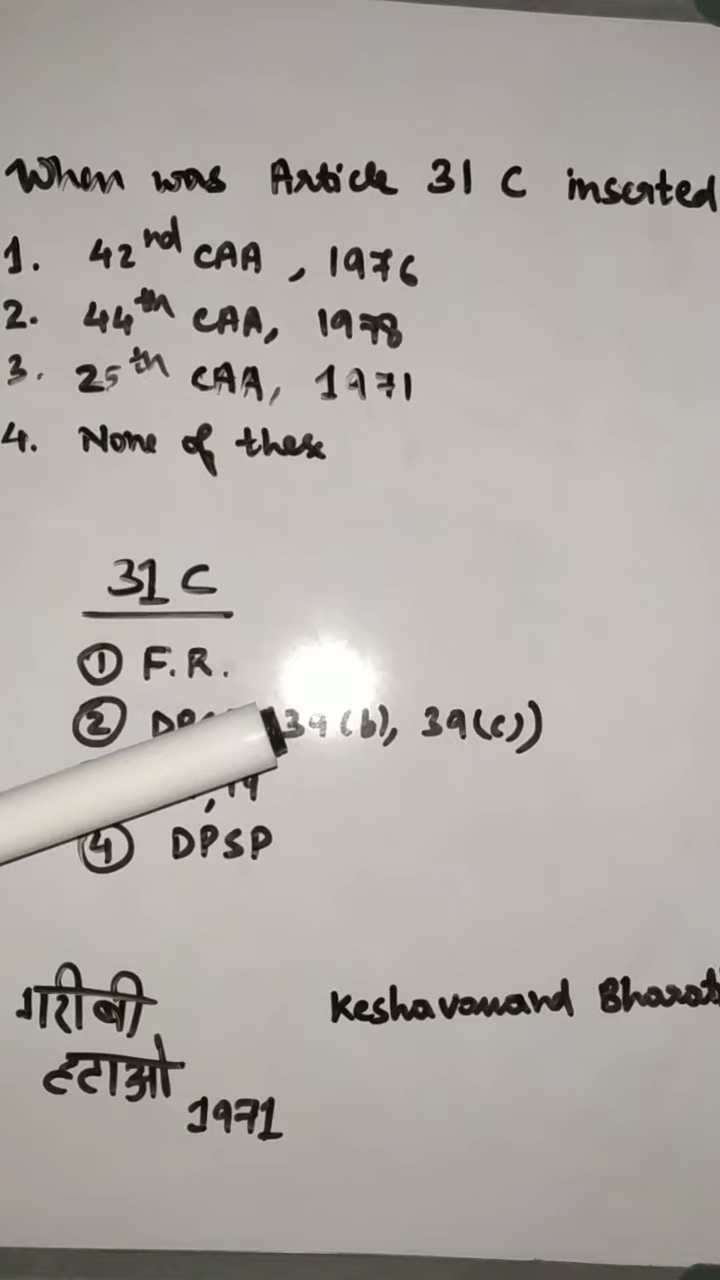 When was Article 31 C inserted
1. 42nd CAA, 1976
2. 44th CAA, 1978
3. 25th CAA, 1971
4. None of these
31 C
① F.R.
② 39(b), 39(c))
④ DPSP
गरीबी Keshavanand
हटाओ
1971